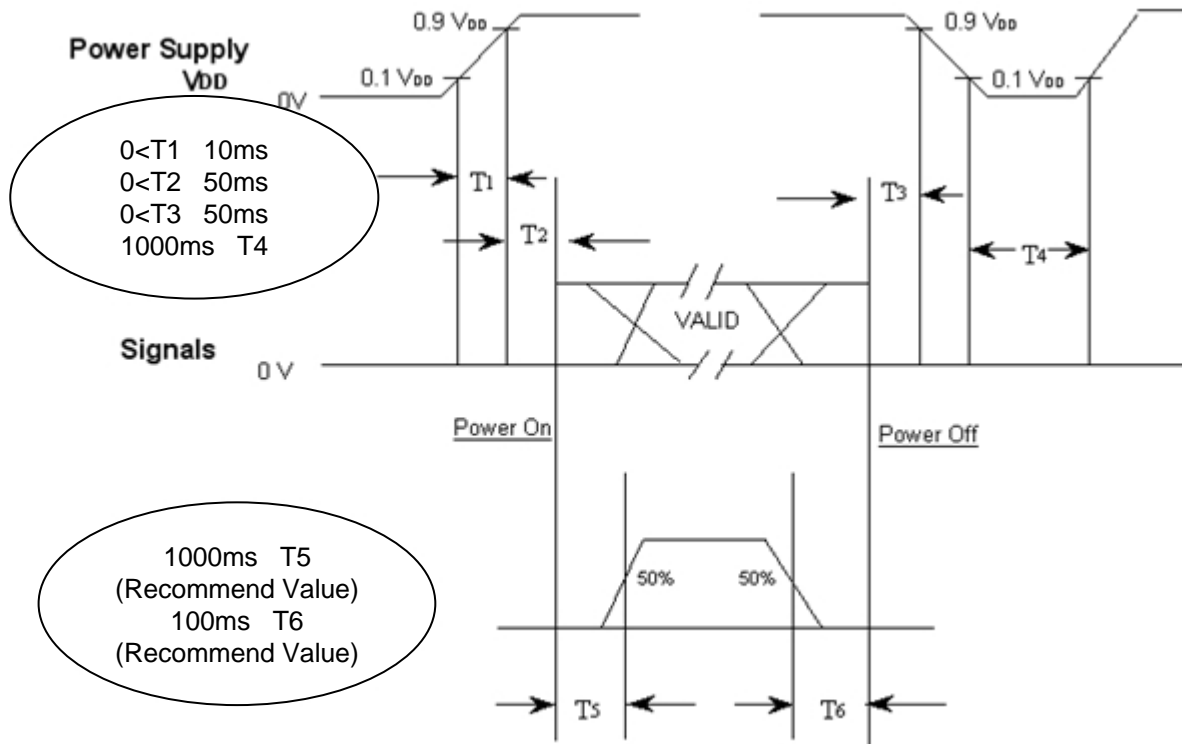 0.9 VDD
0.9 VDD
Power Supply
VDD
0.1 VDD
0.1 VDD
0V
0<T1 10ms
0<T2 50ms
0<T3 50ms
1000ms T4
T1
T3
T2
T4
VALID
Signals
0 V
Power On
Power Off
1000ms T5
(Recommend Value)
100ms T6
(Recommend Value)
50%
50%
T5
T6